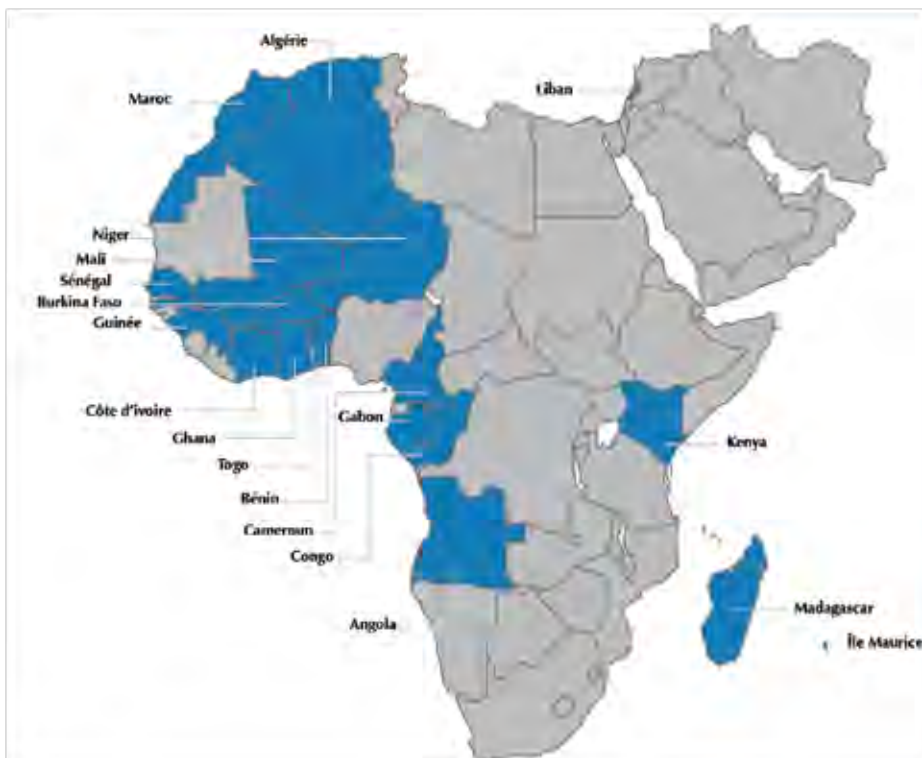 Algérie
Liban
Maroc
Niger
Mali
Sénégal
Burkina Faso
Guinée
Côte d'ivoire
Gabon
Ghana
Kenya
Togo
Bénin
Cameroun
Congo
Madagascar
Angola
Île Maurice